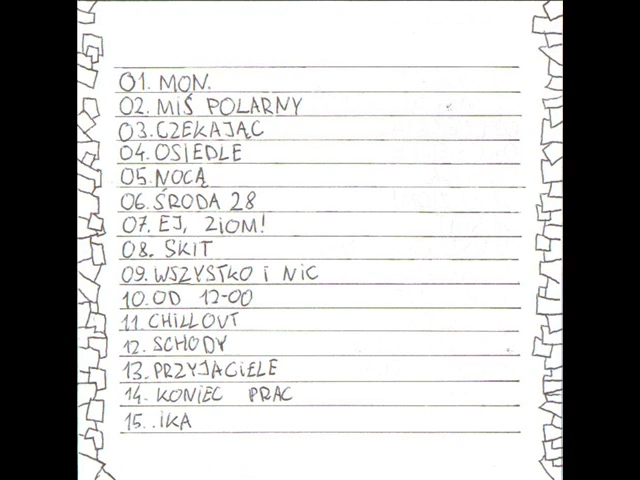 01. MON.
02. MIŚ POLARNY
03. CZEKAJĄC
04. OSIEDLE
05. NOCĄ
06. ŚRODA 28
07. EJ, ZIOM!
08. SKIT
09. WSZYSTKO I NIC
10. OD 12-00
11. CHILLOUT
12. SCHODY
13. PRZYJACIELE
14. KONIEC PRAC
15. .IKA